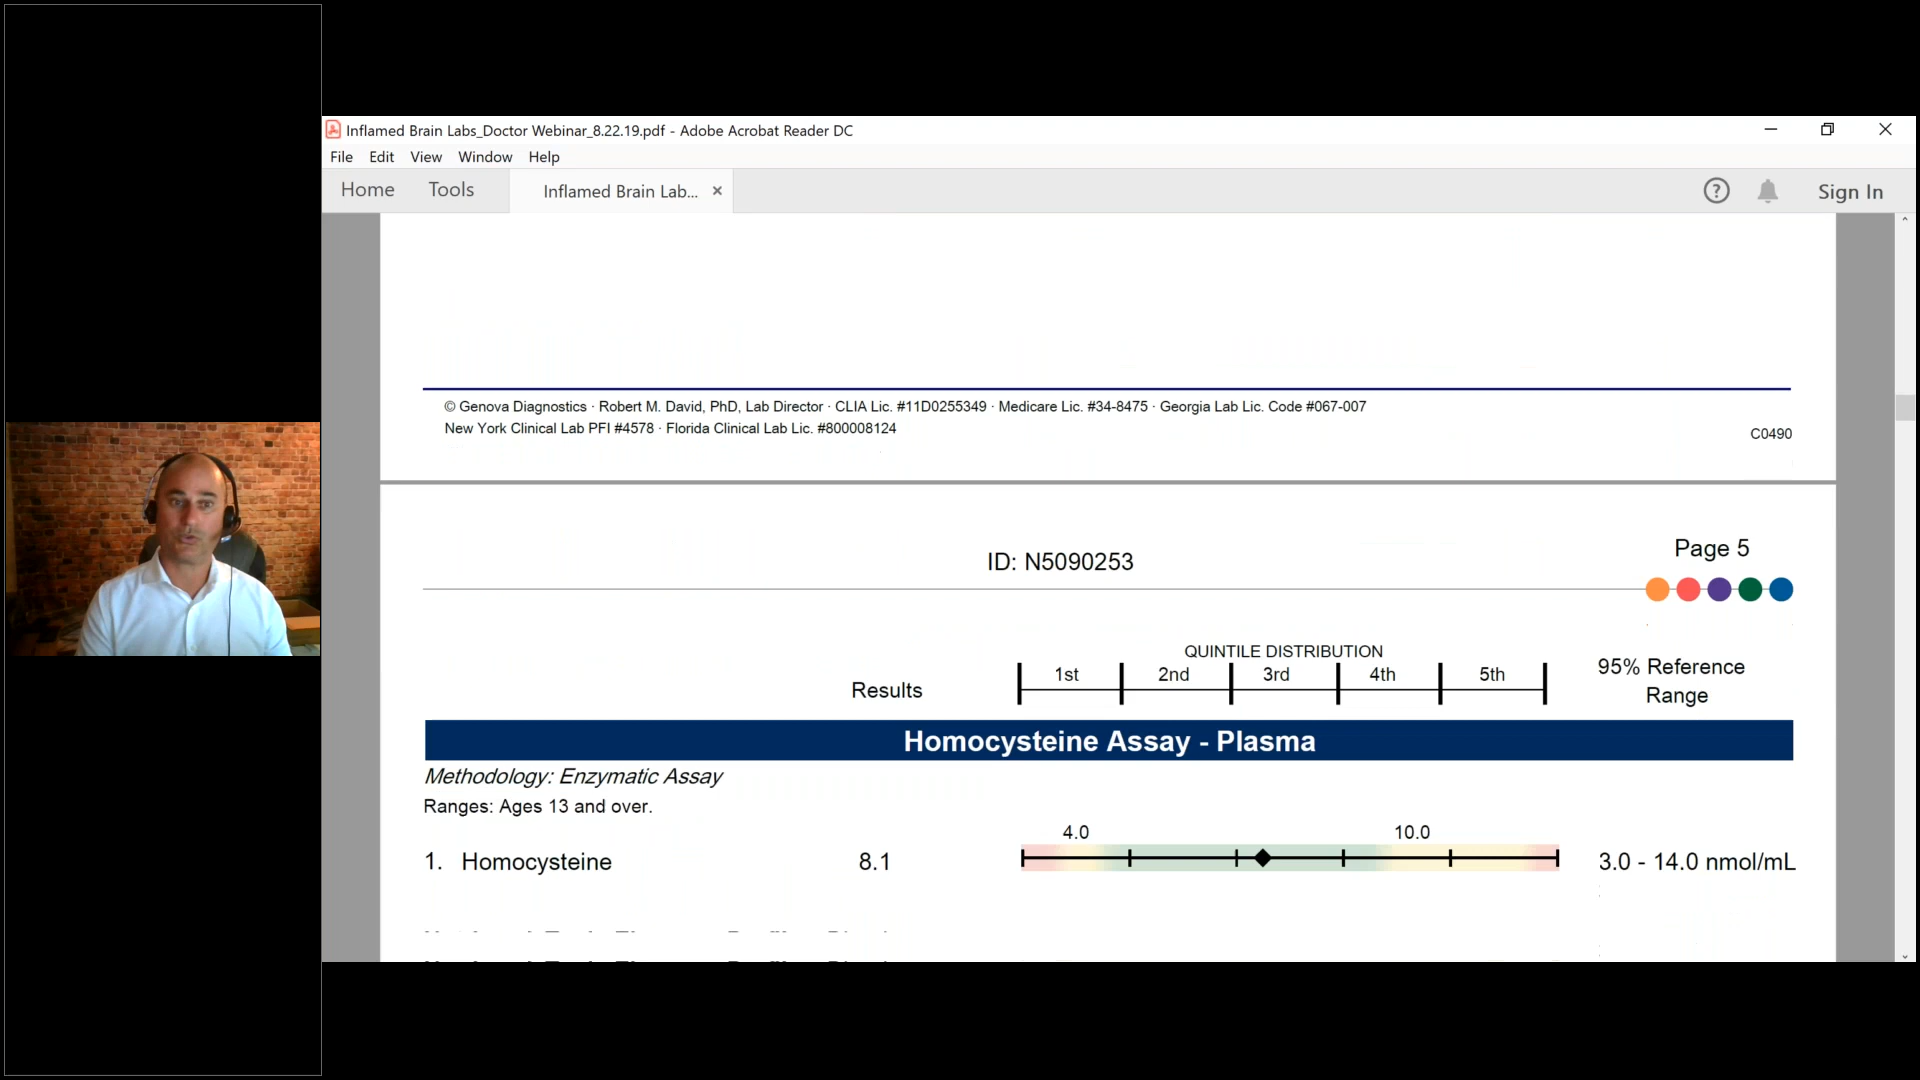 Inflamed Brain Labs_Doctor Webinar_8.22.19.pdf - Adobe Acrobat Reader DC
File Edit View Window Help
Home Tools Inflamed Brain Lab... × ? Sign In
© Genova Diagnostics · Robert M. David, PhD, Lab Director · CLIA Lic. #11D0255349 · Medicare Lic. #34-8475 · Georgia Lab Lic. Code #067-007
New York Clinical Lab PFI #4578 · Florida Clinical Lab Lic. #800008124
C0490
ID: N5090253
Page 5
QUINTILE DISTRIBUTION
1st 2nd 3rd 4th 5th
Results
95% Reference
Range
Homocysteine Assay - Plasma
Methodology: Enzymatic Assay
Ranges: Ages 13 and over.
4.0 10.0
1. Homocysteine 8.1 3.0 - 14.0 nmol/mL